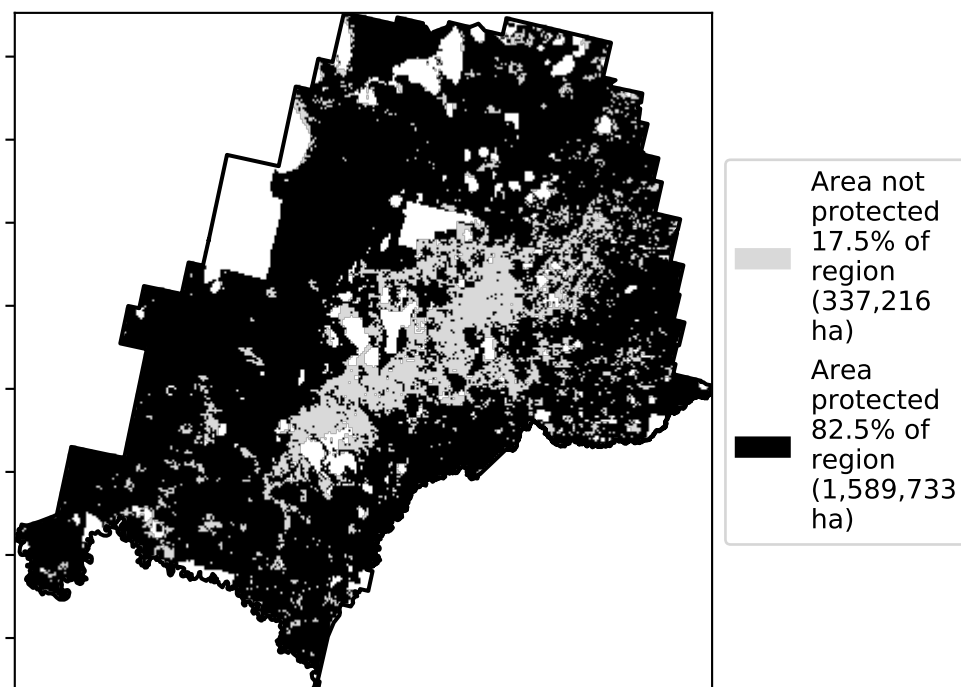 Area not
protected
17.5% of
region
(337,216
ha)
Area
protected
82.5% of
region
(1,589,733
ha)